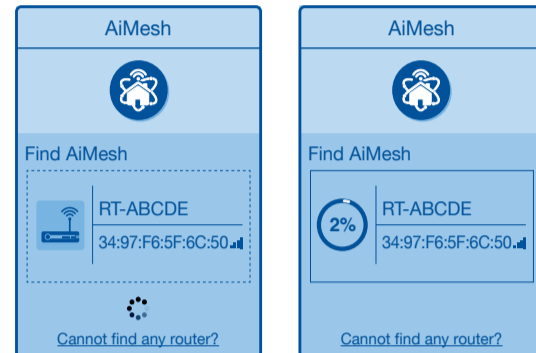 AiMesh
Find AiMesh
RT-ABCDE
34:97:F6:5F:6C:50
Cannot find any router?
AiMesh
Find AiMesh
2%
RT-ABCDE
34:97:F6:5F:6C:50
Cannot find any router?